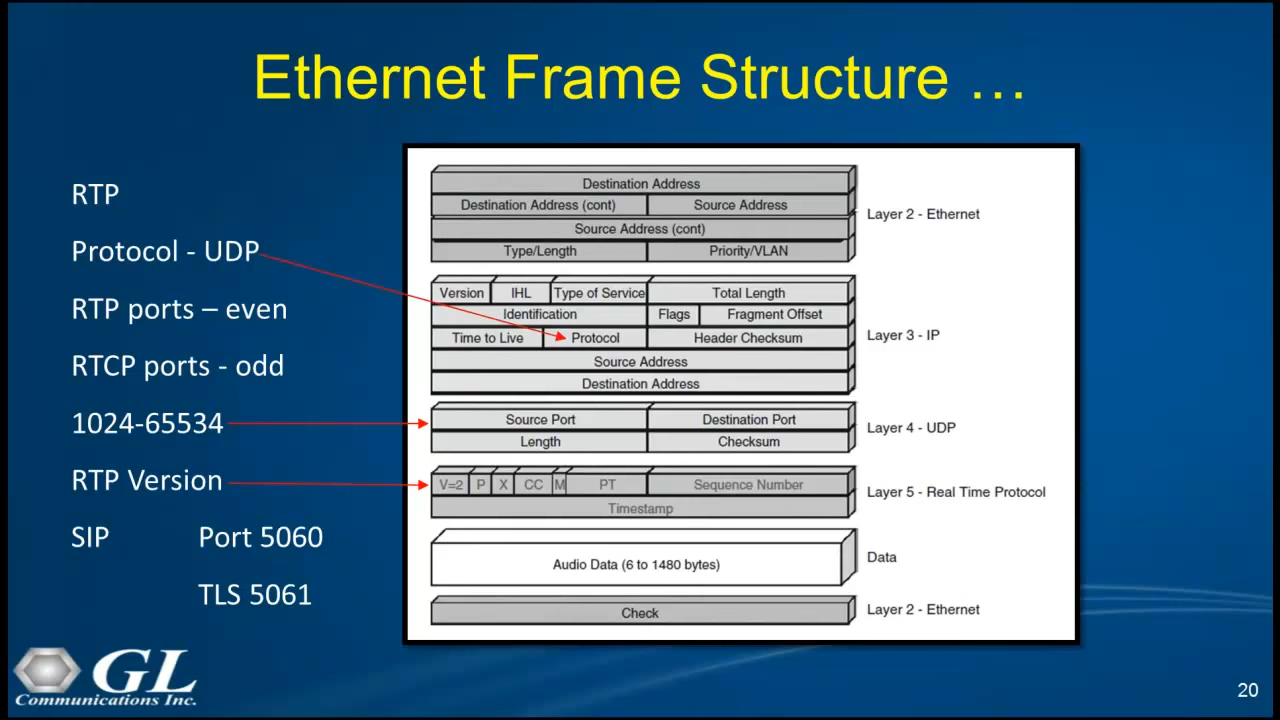 Ethernet Frame Structure …
RTP
Protocol - UDP
RTP ports – even
RTCP ports - odd
1024-65534
RTP Version
SIP Port 5060
TLS 5061
Destination Address
Destination Address (cont) Source Address
Source Address (cont)
Type/Length Priority/VLAN
Layer 2 - Ethernet
Version IHL Type of Service Total Length
Identification Flags Fragment Offset
Time to Live Protocol Header Checksum
Source Address
Destination Address
Layer 3 - IP
Source Port Destination Port
Length Checksum
Layer 4 - UDP
V=2 P X CC M PT Sequence Number
Timestamp
Layer 5 - Real Time Protocol
Audio Data (6 to 1480 bytes)
Data
Check
Layer 2 - Ethernet
GL
Communications Inc.
20